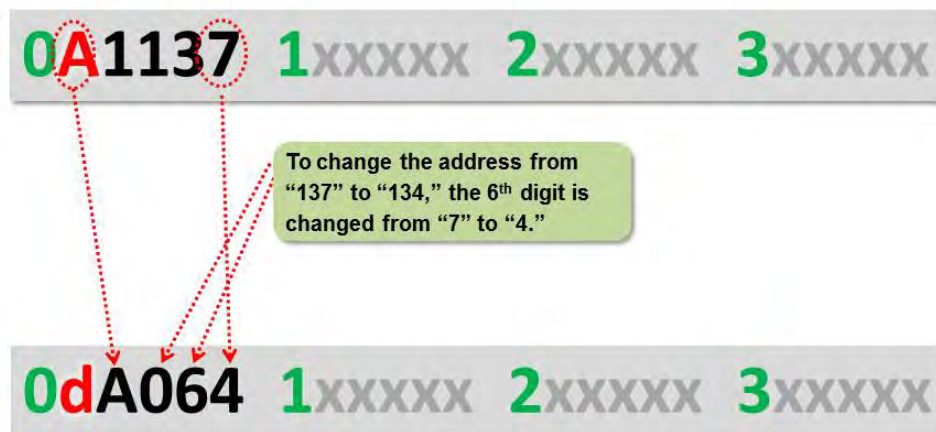 0A1137 1xxxxx 2xxxxx 3xxxxx
To change the address from
“137” to “134,” the 6th digit is
changed from “7” to “4.”
0dA064 1xxxxx 2xxxxx 3xxxxx